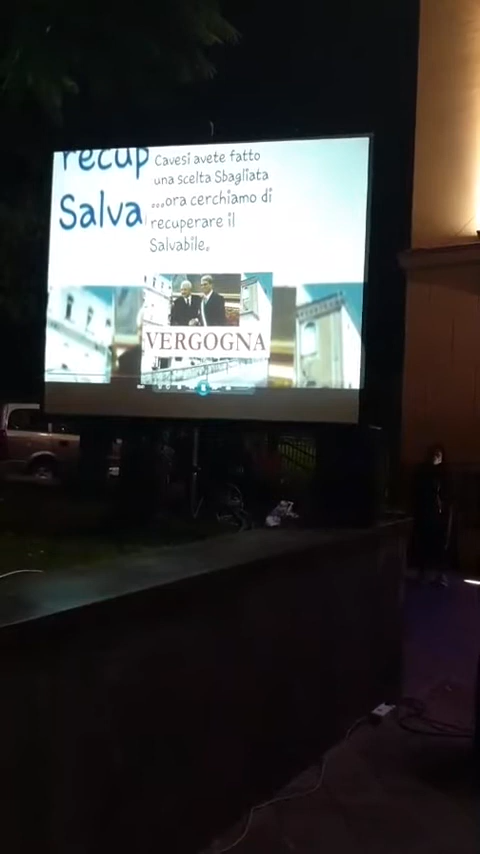 recup
Salva
Cavesi avete fatto
una scelta Sbagliata
...ora cerchiamo di
recuperare il
Salvabile.
VERGOGNA